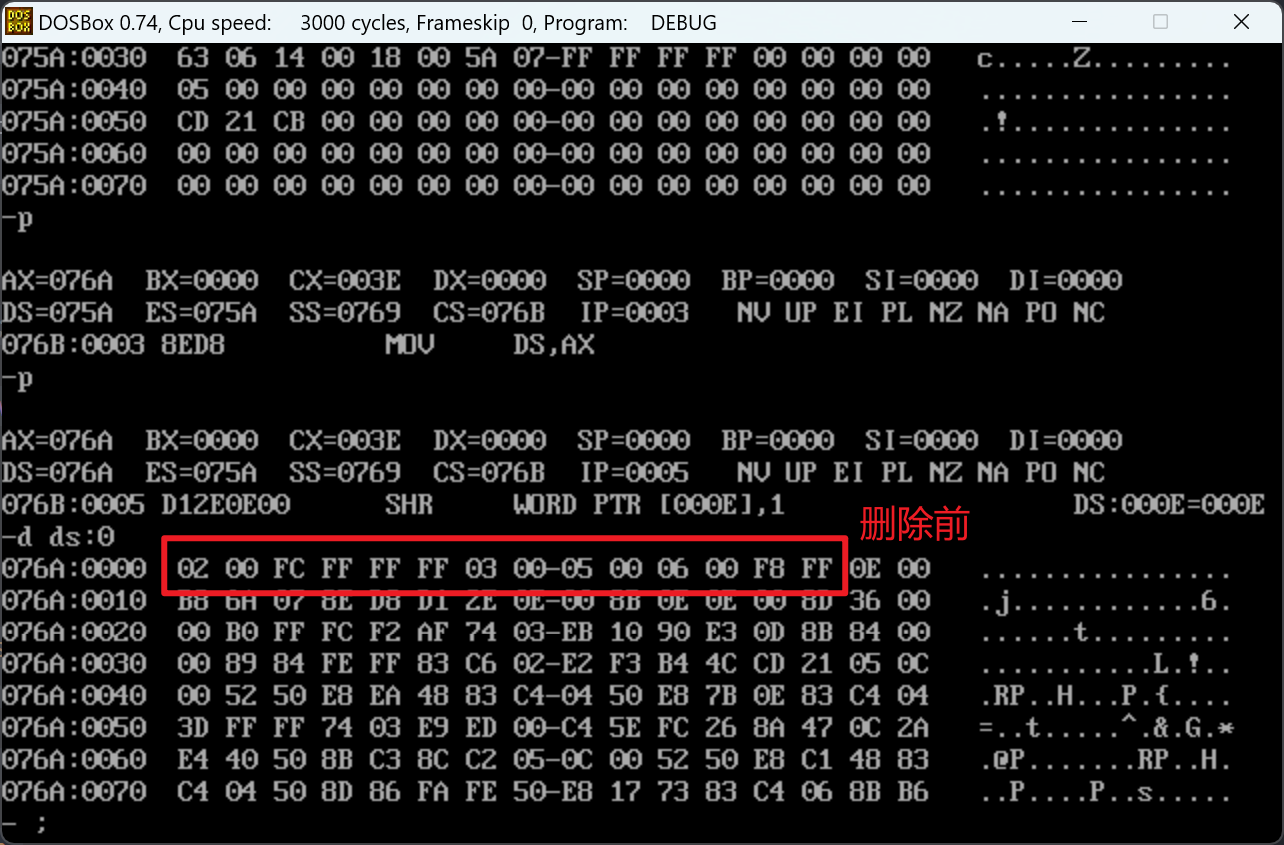 DOSBox 0.74, Cpu speed: 3000 cycles, Frameskip 0, Program: DEBUG
075A:0030 63 06 14 00 18 00 5A 07-FF FF FF FF 00 00 00 00 c.....Z.........
075A:0040 05 00 00 00 00 00 00 00-00 00 00 00 00 00 00 00 ................
075A:0050 CD 21 CB 00 00 00 00 00-00 00 00 00 00 00 00 00 .!..............
075A:0060 00 00 00 00 00 00 00 00-00 00 00 00 00 00 00 00 ................
075A:0070 00 00 00 00 00 00 00 00-00 00 00 00 00 00 00 00 ................
-p
AX=076A BX=0000 CX=003E DX=0000 SP=0000 BP=0000 SI=0000 DI=0000
DS=075A ES=075A SS=0769 CS=076B IP=0003 NV UP EI PL NZ NA PO NC
076B:0003 8ED8 MOV DS,AX
-p
AX=076A BX=0000 CX=003E DX=0000 SP=0000 BP=0000 SI=0000 DI=0000
DS=076A ES=075A SS=0769 CS=076B IP=0005 NV UP EI PL NZ NA PO NC
076B:0005 D12E0E00 SHR WORD PTR [000E],1 DS:000E=000E
-d ds:0
删除前
076A:0000 02 00 FC FF FF FF 03 00-05 00 06 00 F8 FF 0E 00 ................
076A:0010 B8 6A 07 8E D8 D1 2E 0E-00 8B 0E 0E 00 8D 36 00 .j............6.
076A:0020 00 B0 FF FC F2 AF 74 03-EB 10 90 E3 0D 8B 84 00 ......t.........
076A:0030 00 89 84 FE FF 83 C6 02-E2 F3 B4 4C CD 21 05 0C ...........L.!..
076A:0040 00 52 50 E8 EA 48 83 C4-04 50 E8 7B 0E 83 C4 04 .RP..H...P.{....
076A:0050 3D FF FF 74 03 E9 ED 00-C4 5E FC 26 8A 47 0C 2A =..t.....^.&.G.*
076A:0060 E4 40 50 8B C3 8C C2 05-0C 00 52 50 E8 C1 48 83 .@P.......RP..H.
076A:0070 C4 04 50 8D 86 FA FE 50-E8 17 73 83 C4 06 8B B6 ..P....P..s.....
- ;